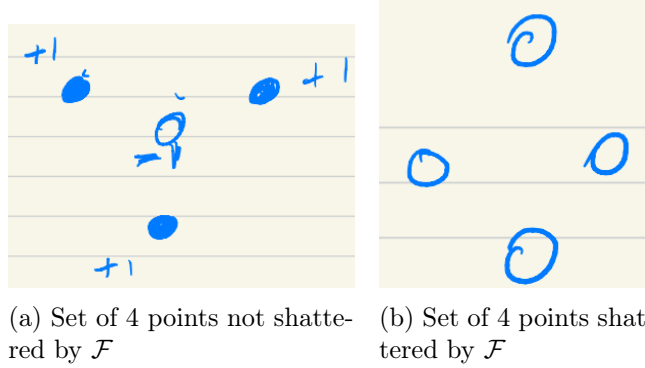 +1
+1
-1
+1
(a) Set of 4 points not shatte-
red by F
(b) Set of 4 points shat
tered by F